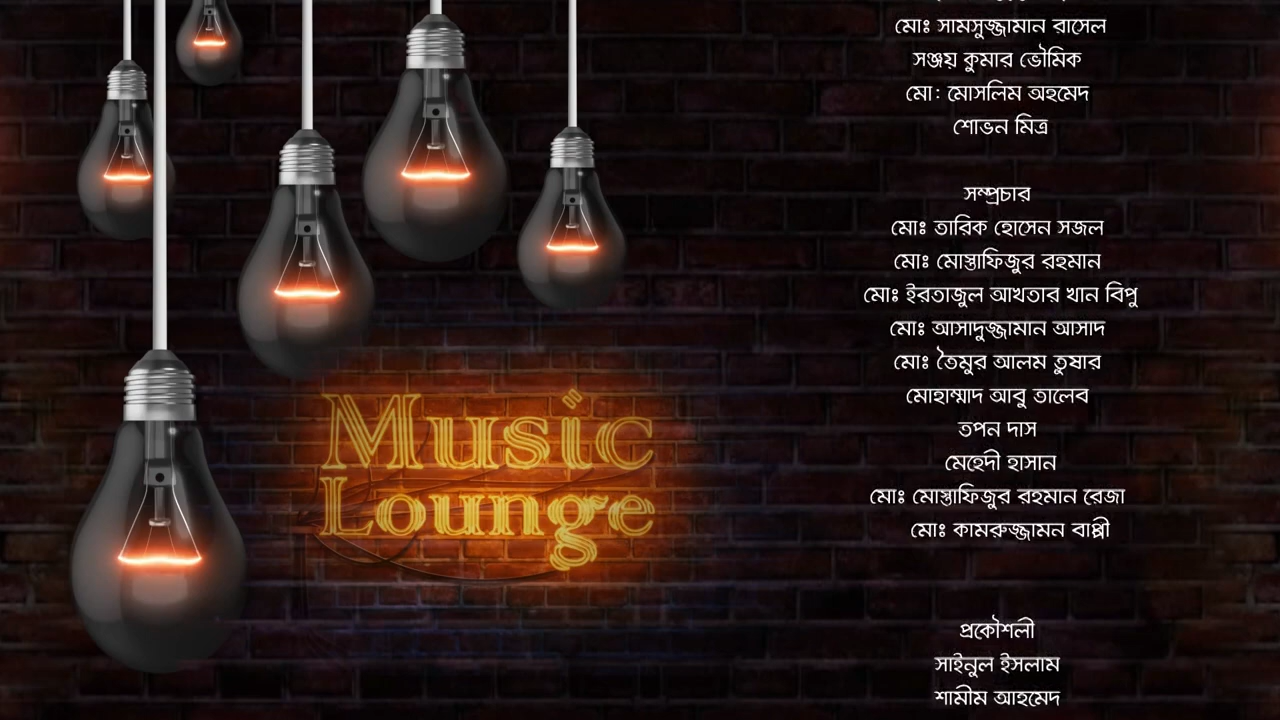 মোঃ সামসুজ্জামান রাসেল
সঞ্জয় কুমার ভৌমিক
মো: মোসলিম অহমেদ
শোভন মিত্র
সম্প্রচার
মোঃ তারিক হোসেন সজল
মোঃ মোস্তাফিজুর রহমান
মোঃ ইরতাজুল আখতার খান বিপু
মোঃ আসাদুজ্জামান আসাদ
মোঃ তৈমুর আলম তুষার
মোহাম্মাদ আবু তালেব
তপন দাস
মেহেদী হাসান
মোঃ মোস্তাফিজুর রহমান রেজা
মোঃ কামরুজ্জামন বাপ্পী
প্রকৌশলী
সাইনুল ইসলাম
শামীম আহমেদ
Music
Lounge